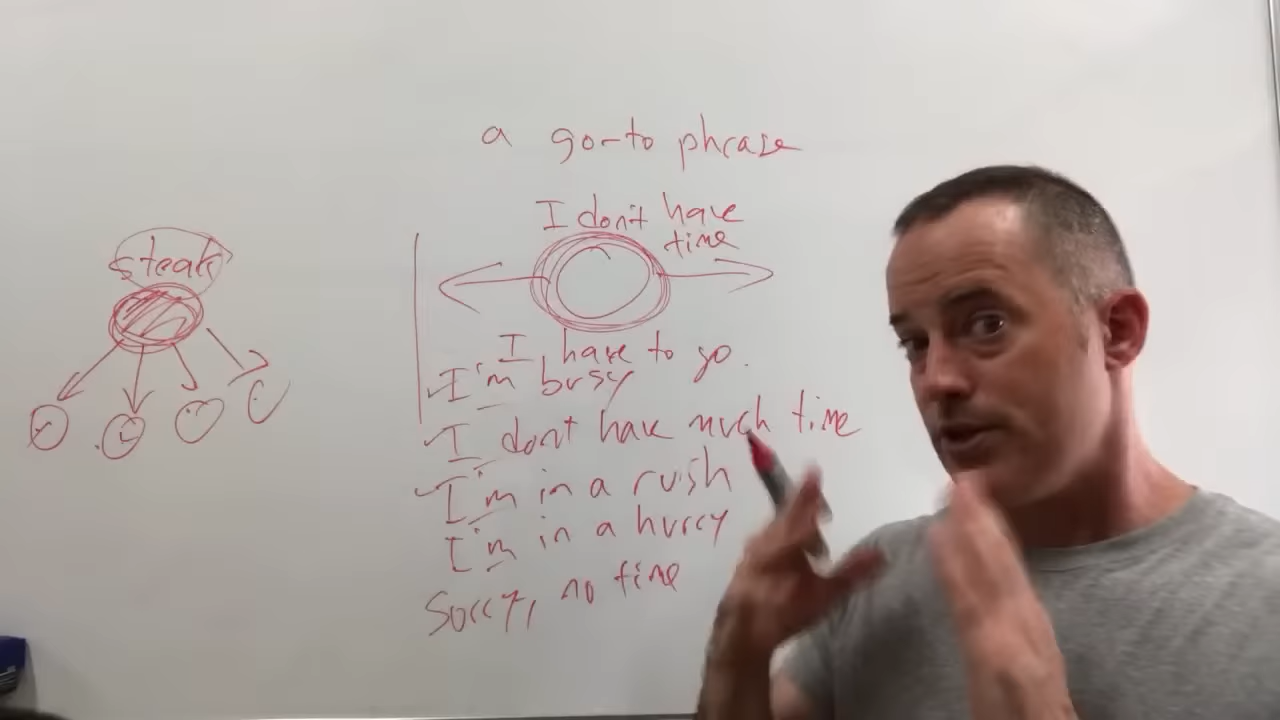 a go-to phrase
I don't have
time
steak
I have to go.
I'm busy
I don't have much time
I'm in a rush
I'm in a hurry
Sorry, no time